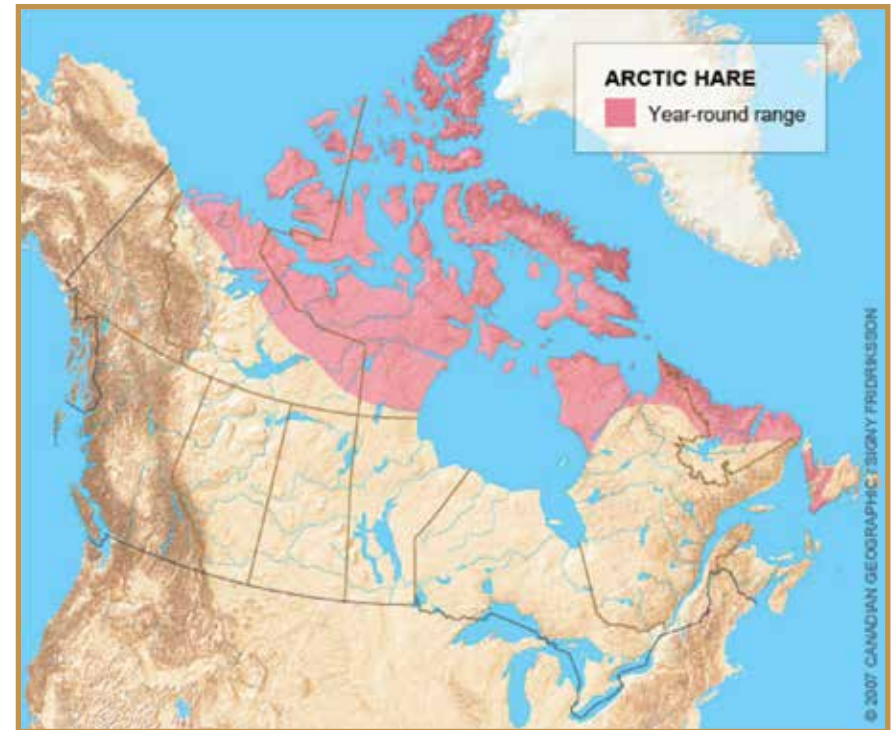 ARCTIC HARE
Year-round range
© 2007 CANADIAN GEOGRAPHIC / SIGNY FRIDRIKSSON